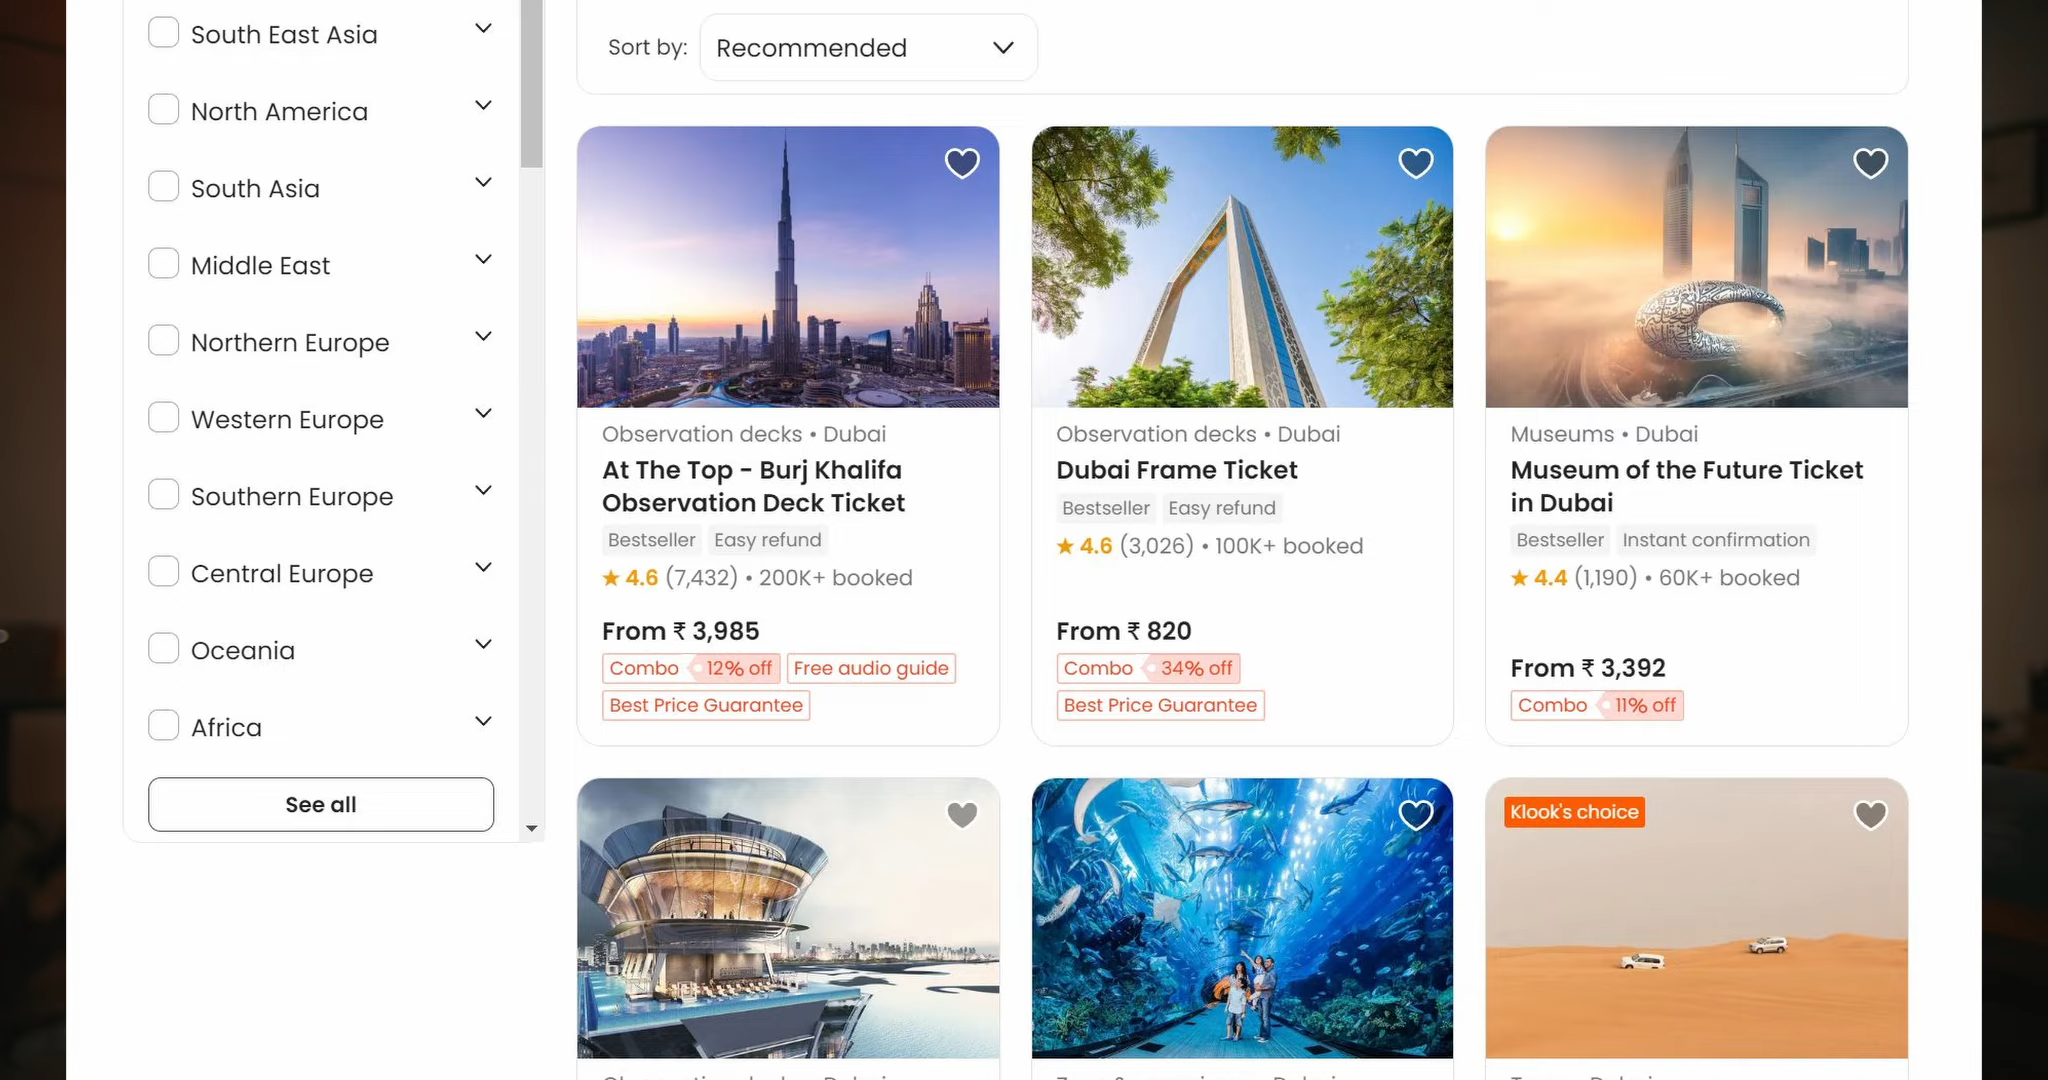 South East Asia
North America
South Asia
Middle East
Northern Europe
Western Europe
Southern Europe
Central Europe
Oceania
Africa
See all
Sort by: Recommended
Observation decks • Dubai
At The Top - Burj Khalifa
Observation Deck Ticket
Bestseller Easy refund
★ 4.6 (7,432) • 200K+ booked
From ₹ 3,985
Combo 12% off Free audio guide
Best Price Guarantee
Observation decks • Dubai
Dubai Frame Ticket
Bestseller Easy refund
★ 4.6 (3,026) • 100K+ booked
From ₹ 820
Combo 34% off
Best Price Guarantee
Museums • Dubai
Museum of the Future Ticket
in Dubai
Bestseller Instant confirmation
★ 4.4 (1,190) • 60K+ booked
From ₹ 3,392
Combo 11% off
Klook's choice